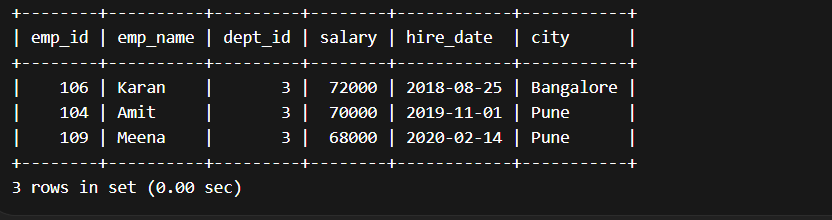 +--------+----------+---------+--------+------------+-----------+
| emp_id | emp_name | dept_id | salary | hire_date  | city      |
+--------+----------+---------+--------+------------+-----------+
|    106 | Karan    |       3 |  72000 | 2018-08-25 | Bangalore |
|    104 | Amit     |       3 |  70000 | 2019-11-01 | Pune      |
|    109 | Meena    |       3 |  68000 | 2020-02-14 | Pune      |
+--------+----------+---------+--------+------------+-----------+
3 rows in set (0.00 sec)